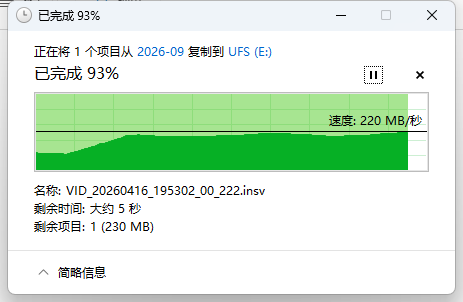 已完成 93%
正在将 1 个项目从 2026-09 复制到 UFS (E:)
已完成 93%
速度: 220 MB/秒
名称: VID_20260416_195302_00_222.insv
剩余时间: 大约 5 秒
剩余项目: 1 (230 MB)
简略信息